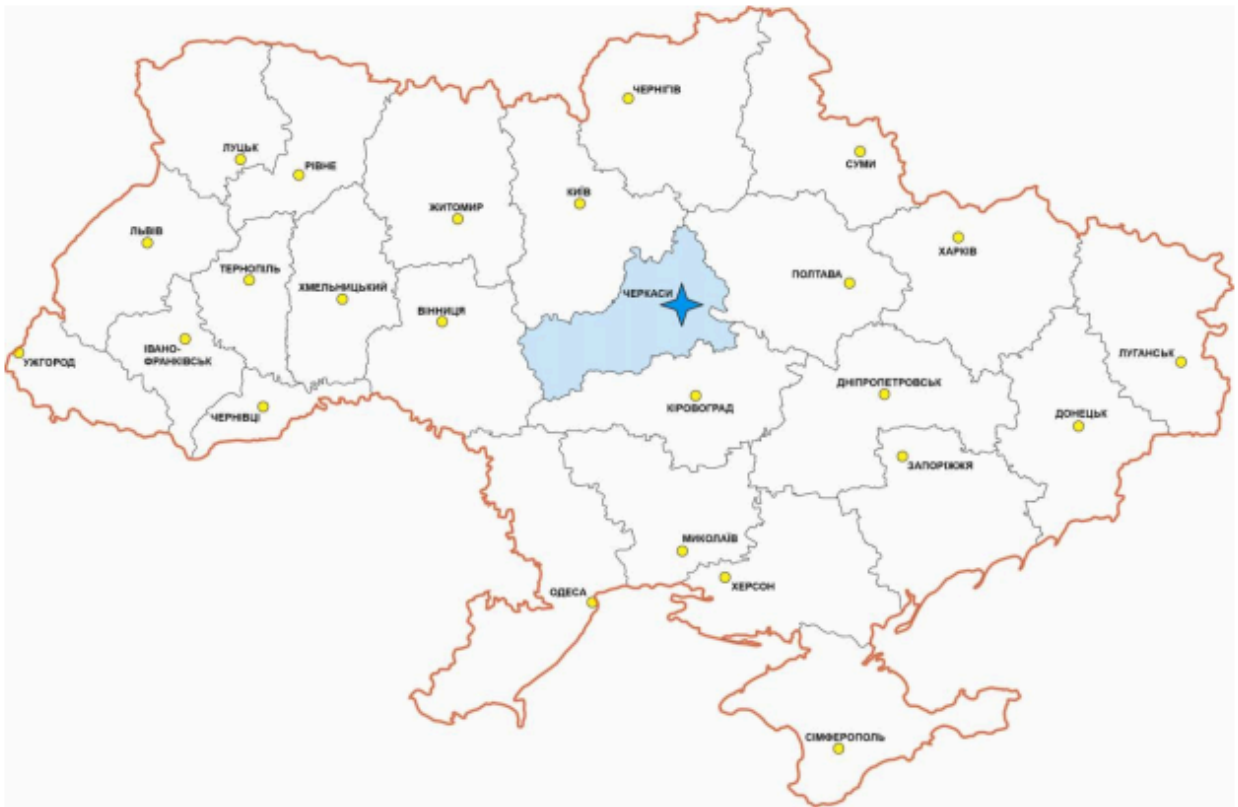 ЧЕРНІГІВ
ЛУЦЬК
РІВНЕ
СУМИ
ЖИТОМИР
КИЇВ
ЛЬВІВ
ХАРКІВ
ТЕРНОПІЛЬ
ХМЕЛЬНИЦЬКИЙ
ПОЛТАВА
ЧЕРКАСИ
ВІННИЦЯ
ІВАНО-
ФРАНКІВСЬК
УЖГОРОД
ЛУГАНСЬК
ДНІПРОПЕТРОВСЬК
КІРОВОГРАД
ЧЕРНІВЦІ
ДОНЕЦЬК
ЗАПОРІЖЖЯ
МИКОЛАЇВ
ХЕРСОН
ОДЕСА
СІМФЕРОПОЛЬ